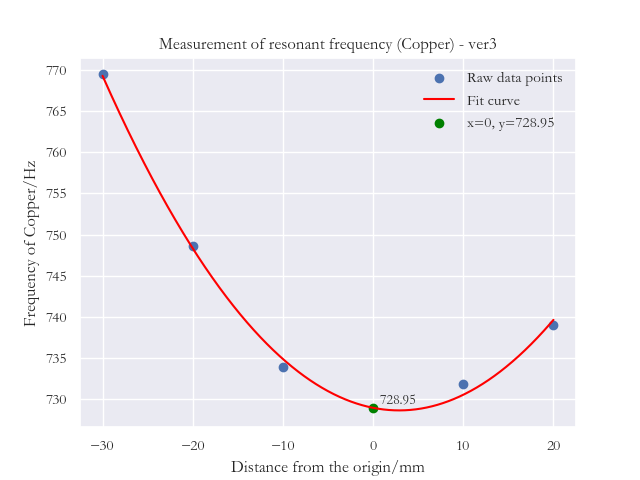 Measurement of resonant frequency (Copper) - ver3
Raw data points
Fit curve
x=0, y=728.95
Frequency of Copper/Hz
770
765
760
755
750
745
740
735
730
728.95
−30
−20
−10
0
10
20
Distance from the origin/mm